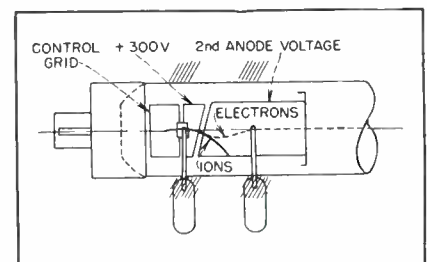 CONTROL GRID
+300V
2nd ANODE VOLTAGE
ELECTRONS
IONS